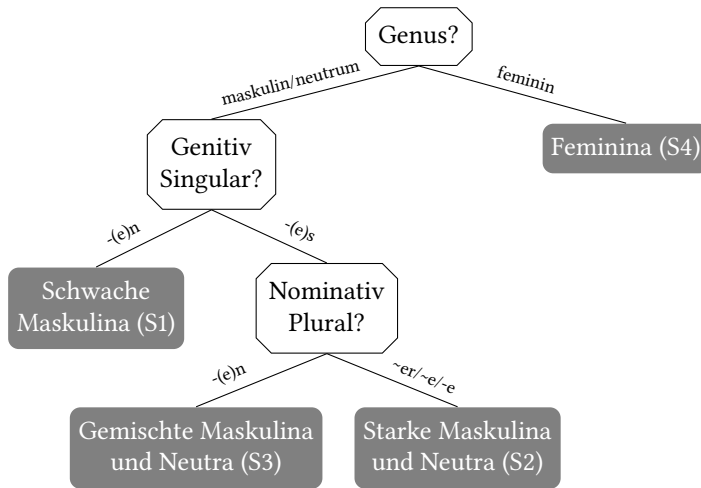 Genus?
maskulin/neutrum
feminin
Genitiv
Singular?
Feminina (S4)
-(e)n
-(e)s
Schwache
Maskulina (S1)
Nominativ
Plural?
-(e)n
~er/~e/-e
Gemischte Maskulina
und Neutra (S3)
Starke Maskulina
und Neutra (S2)